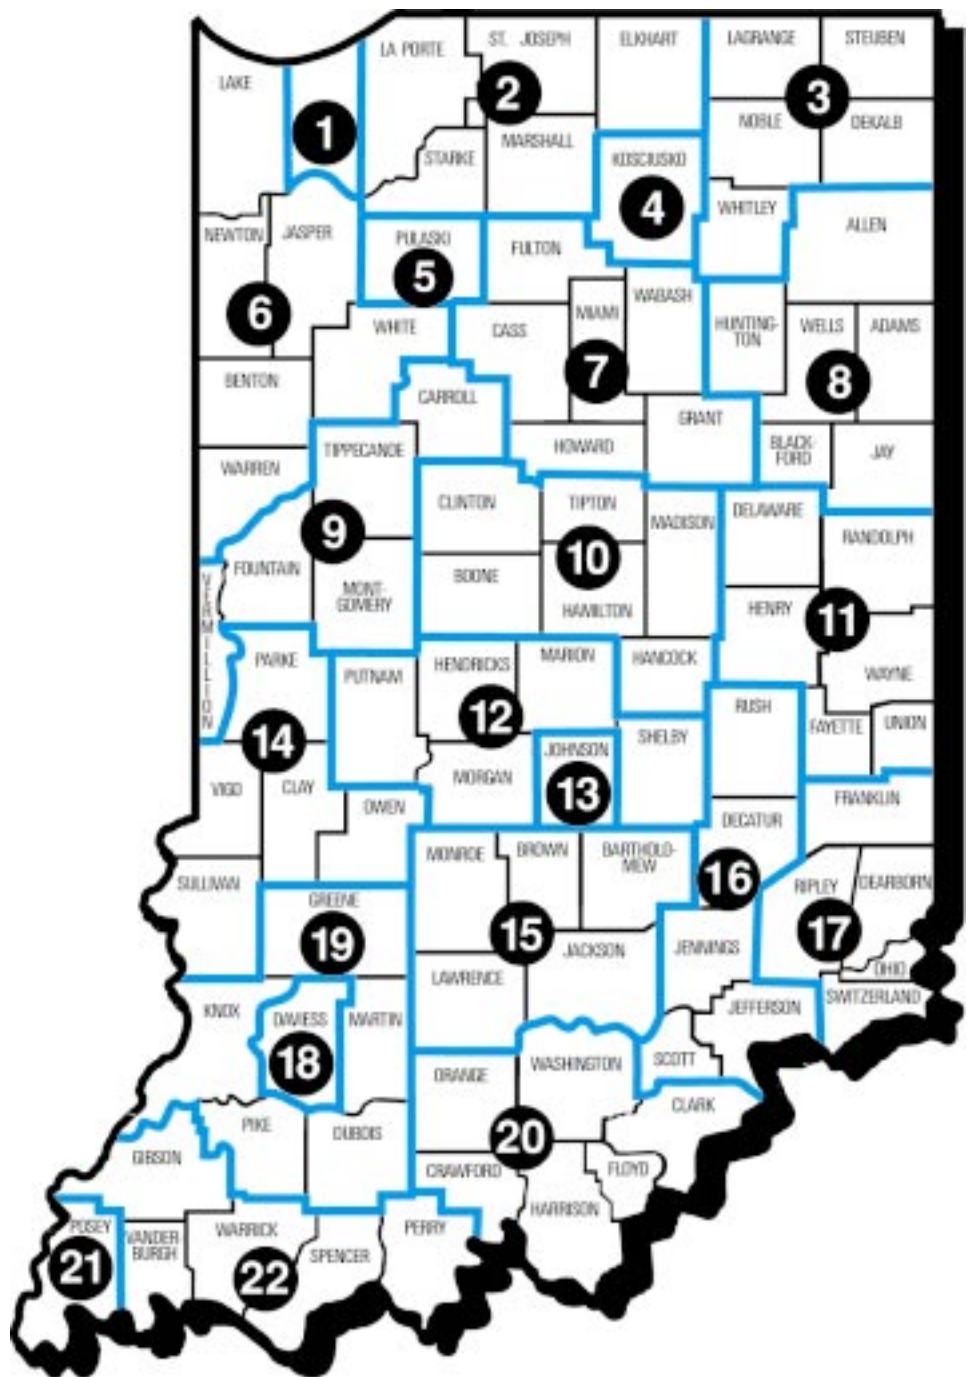 ST. JOSEPH
ELKHART
LAGRANGE
STEUBEN
LA PORTE
LAKE
1
2
3
NOBLE
DEKALB
MARSHALL
STARKE
KOSCIUSKO
4
WHITLEY
ALLEN
NEWTON
JASPER
PULASKI
5
FULTON
6
WHITE
CASS
MIAMI
WABASH
HUNTING-
TON
WELLS
ADAMS
7
8
BENTON
CARROLL
GRANT
HOWARD
BLACK-
FORD
JAY
TIPPECANOE
WARREN
CLINTON
TIPTON
MADISON
DELAWARE
RANDOLPH
9
10
FOUNTAIN
BOONE
MONT-
GOMERY
HAMILTON
HENRY
11
VERMILLION
PARKE
PUTNAM
HENDRICKS
MARION
HANCOCK
WAYNE
12
RUSH
FAYETTE
UNION
14
SHELBY
JOHNSON
MORGAN
13
VIGO
CLAY
OWEN
FRANKLIN
DECATUR
MONROE
BROWN
BARTHOLO-
MEW
16
SULLIVAN
GREENE
RIPLEY
DEARBORN
19
15
17
JACKSON
JENNINGS
OHIO
LAWRENCE
SWITZERLAND
KNOX
DAVIESS
MARTIN
JEFFERSON
18
ORANGE
WASHINGTON
SCOTT
CLARK
PIKE
DUBOIS
20
GIBSON
CRAWFORD
FLOYD
HARRISON
POSEY
VANDER-
BURGH
WARRICK
SPENCER
PERRY
21
22